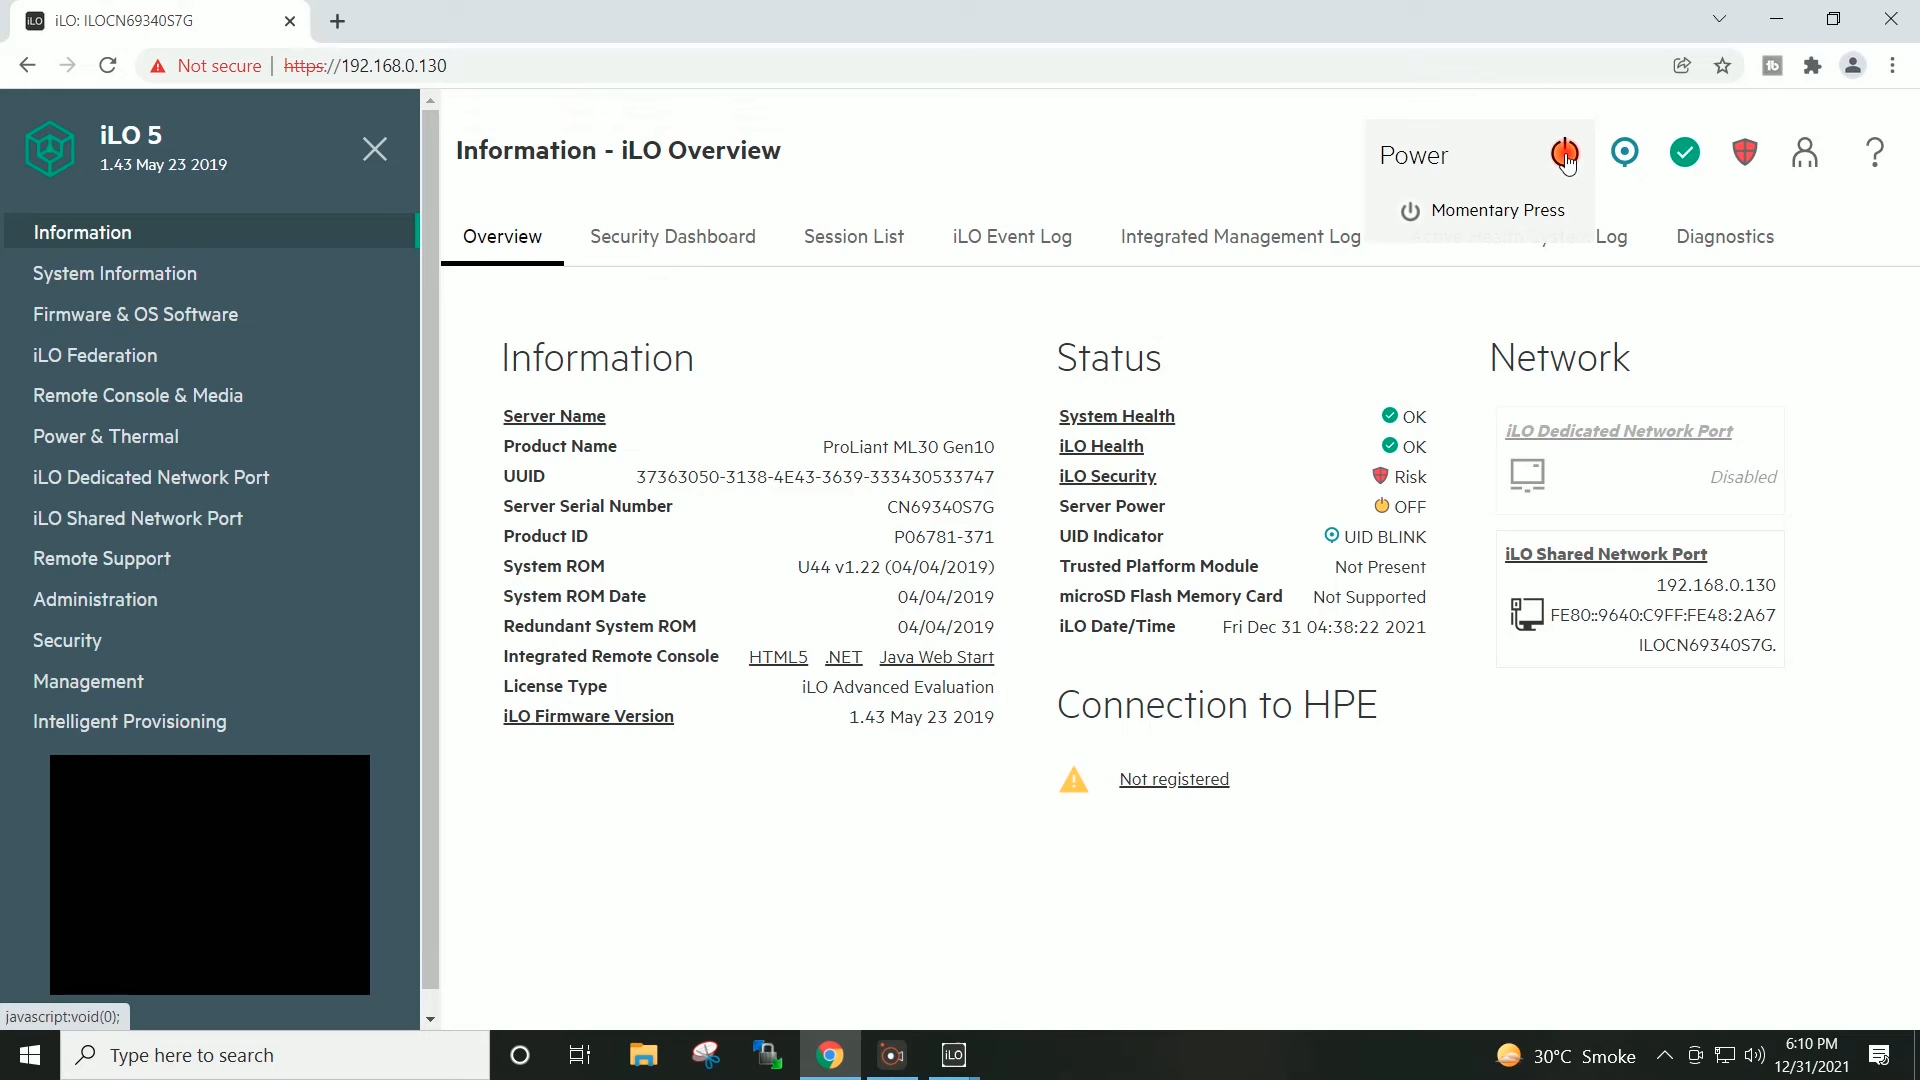 iLO: ILOCN69340S7G
Not secure | https://192.168.0.130
iLO 5
1.43 May 23 2019
Information
System Information
Firmware & OS Software
iLO Federation
Remote Console & Media
Power & Thermal
iLO Dedicated Network Port
iLO Shared Network Port
Remote Support
Administration
Security
Management
Intelligent Provisioning
javascript:void(0);
Information - iLO Overview
Power
Momentary Press
Overview Security Dashboard Session List iLO Event Log Integrated Management Log Active Health System Log Diagnostics
Information
Server Name
Product Name ProLiant ML30 Gen10
UUID 37363050-3138-4E43-3639-333430533747
Server Serial Number CN69340S7G
Product ID P06781-371
System ROM U44 v1.22 (04/04/2019)
System ROM Date 04/04/2019
Redundant System ROM 04/04/2019
Integrated Remote Console HTML5 .NET Java Web Start
License Type iLO Advanced Evaluation
iLO Firmware Version 1.43 May 23 2019
Status
System Health OK
iLO Health OK
iLO Security Risk
Server Power OFF
UID Indicator UID BLINK
Trusted Platform Module Not Present
microSD Flash Memory Card Not Supported
iLO Date/Time Fri Dec 31 04:38:22 2021
Connection to HPE
Not registered
Network
iLO Dedicated Network Port
Disabled
iLO Shared Network Port
192.168.0.130
FE80::9640:C9FF:FE48:2A67
ILOCN69340S7G.
Type here to search
iLO
30°C Smoke
6:10 PM
12/31/2021